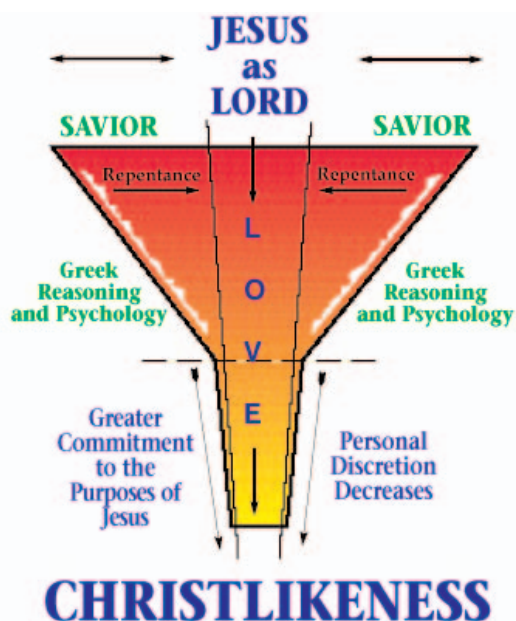 JESUS
as
LORD
SAVIOR
SAVIOR
Repentance
Repentance
L
O
V
E
Greek
Reasoning
and Psychology
Greek
Reasoning
and Psychology
Greater
Commitment
to the
Purposes of
Jesus
Personal
Discretion
Decreases
CHRISTLIKENESS